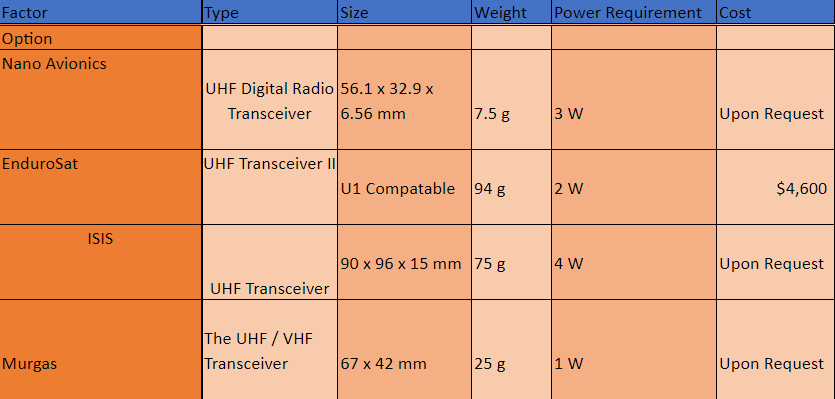 Factor Type Size Weight Power Requirement Cost
Option
Nano Avionics
UHF Digital Radio 56.1 x 32.9 x
Transceiver 6.56 mm 7.5 g 3 W Upon Request
EnduroSat UHF Transceiver II
U1 Compatable 94 g 2 W $4,600
ISIS
90 x 96 x 15 mm 75 g 4 W Upon Request
UHF Transceiver
The UHF / VHF
Murgas Transceiver 67 x 42 mm 25 g 1 W Upon Request